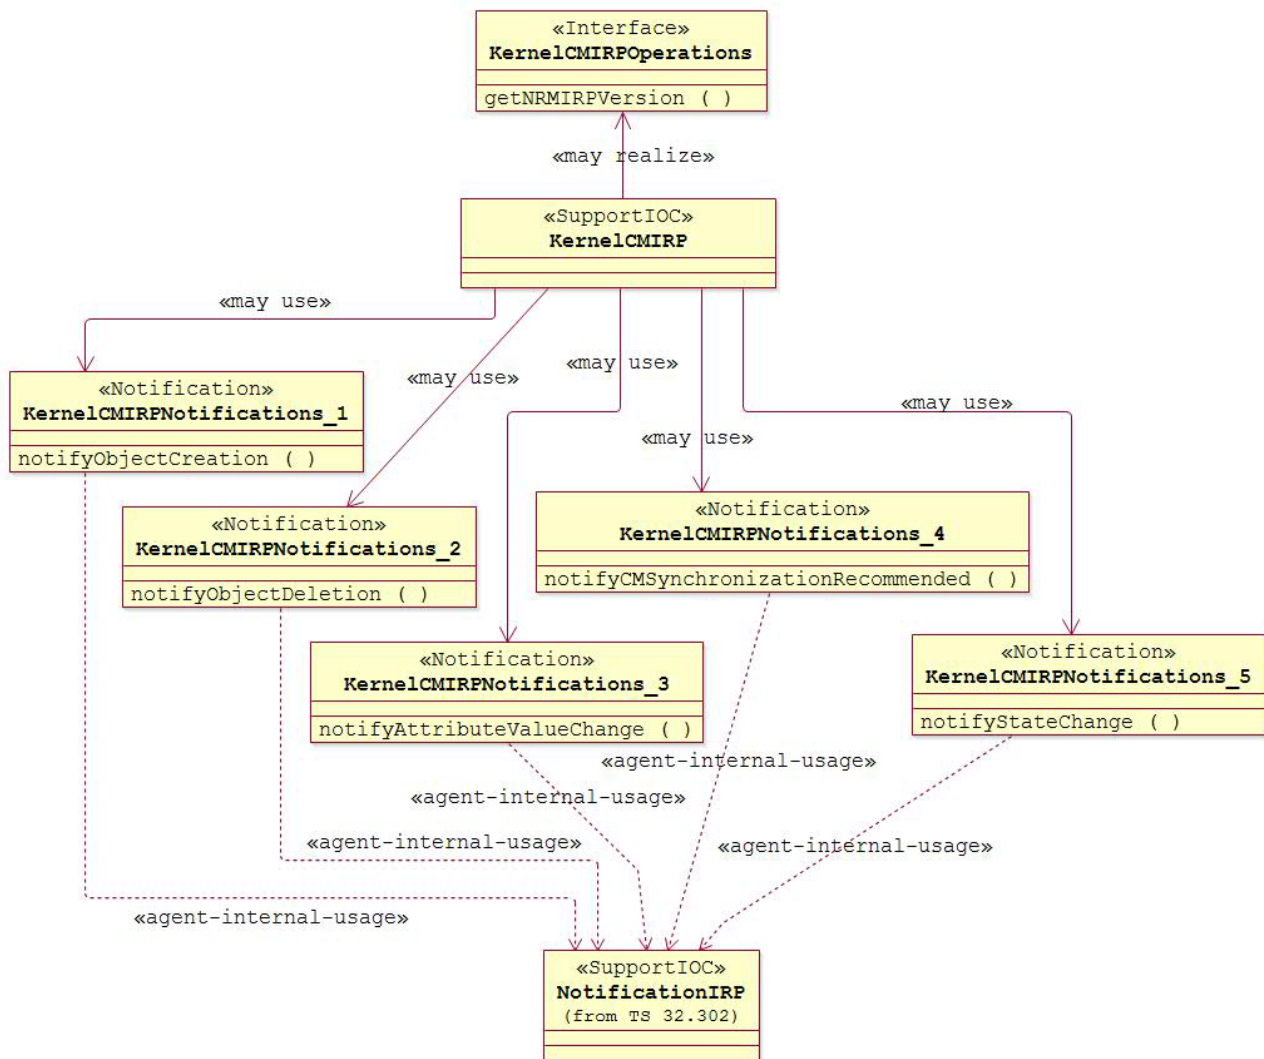 «Interface»
KernelCMIRPOperations
getNRMIRPVersion ( )
«may realize»
«SupportIOC»
KernelCMIRP
«may use»
«may use»
«may use»
«may use»
«may use»
«Notification»
KernelCMIRPNotifications_1
notifyObjectCreation ( )
«Notification»
KernelCMIRPNotifications_2
notifyObjectDeletion ( )
«Notification»
KernelCMIRPNotifications_4
notifyCMSynchronizationRecommended ( )
«Notification»
KernelCMIRPNotifications_3
notifyAttributeValueChange ( )
«Notification»
KernelCMIRPNotifications_5
notifyStateChange ( )
«agent-internal-usage»
«agent-internal-usage»
«agent-internal-usage»
«agent-internal-usage»
«agent-internal-usage»
«SupportIOC»
NotificationIRP
(from TS 32.302)